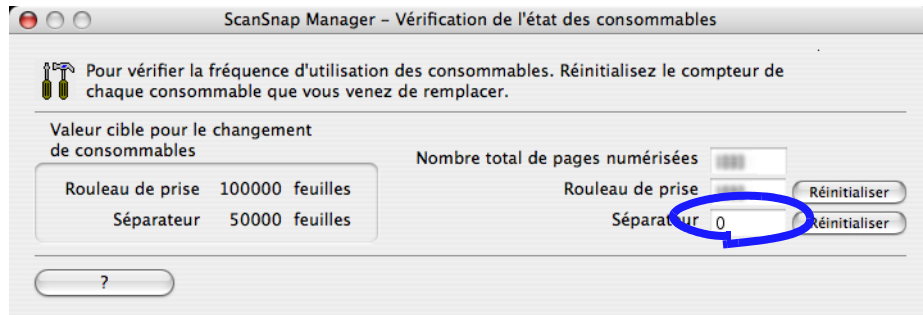 ScanSnap Manager – Vérification de l'état des consommables
Pour vérifier la fréquence d'utilisation des consommables. Réinitialisez le compteur de
chaque consommable que vous venez de remplacer.
Valeur cible pour le changement
de consommables
Rouleau de prise 100000 feuilles
Séparateur 50000 feuilles
Nombre total de pages numérisées
Rouleau de prise Réinitialiser
Séparateur 0 Réinitialiser
?